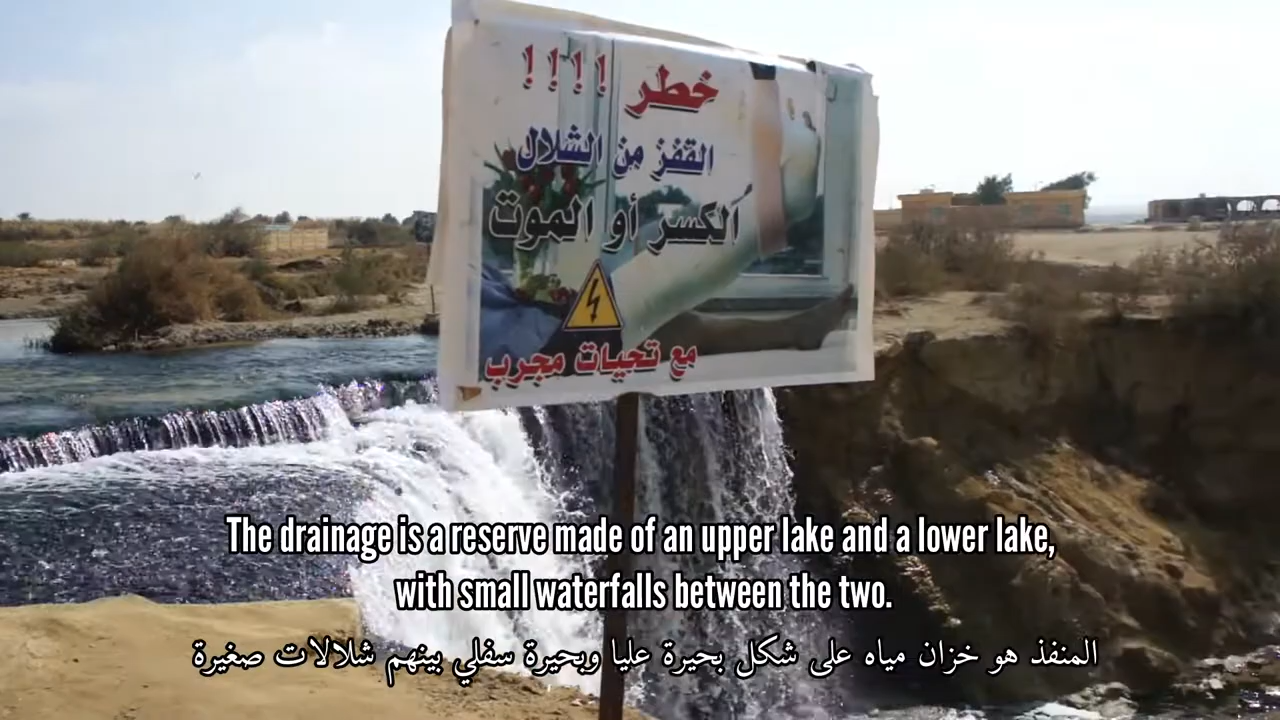 خطر !!!!
القفز من الشلال
الكسر أو الموت
مع تحيات مجرب
The drainage is a reserve made of an upper lake and a lower lake,
with small waterfalls between the two.
المنفذ هو خزان مياه على شكل بحيرة عليا وبحيرة سفلي بينهم شلالات صغيرة